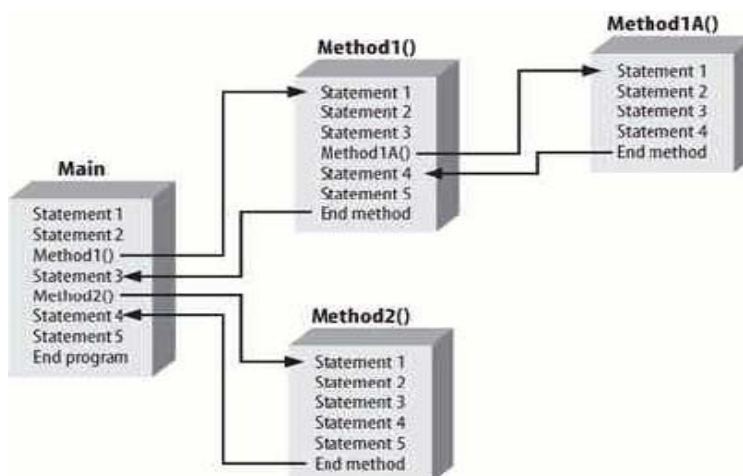 Method1()
Statement 1
Statement 2
Statement 3
Method1A()
Statement 4
Statement 5
End method
Method1A()
Statement 1
Statement 2
Statement 3
Statement 4
End method
Main
Statement 1
Statement 2
Method1()
Statement 3
Method2()
Statement 4
Statement 5
End program
Method2()
Statement 1
Statement 2
Statement 3
Statement 4
Statement 5
End method